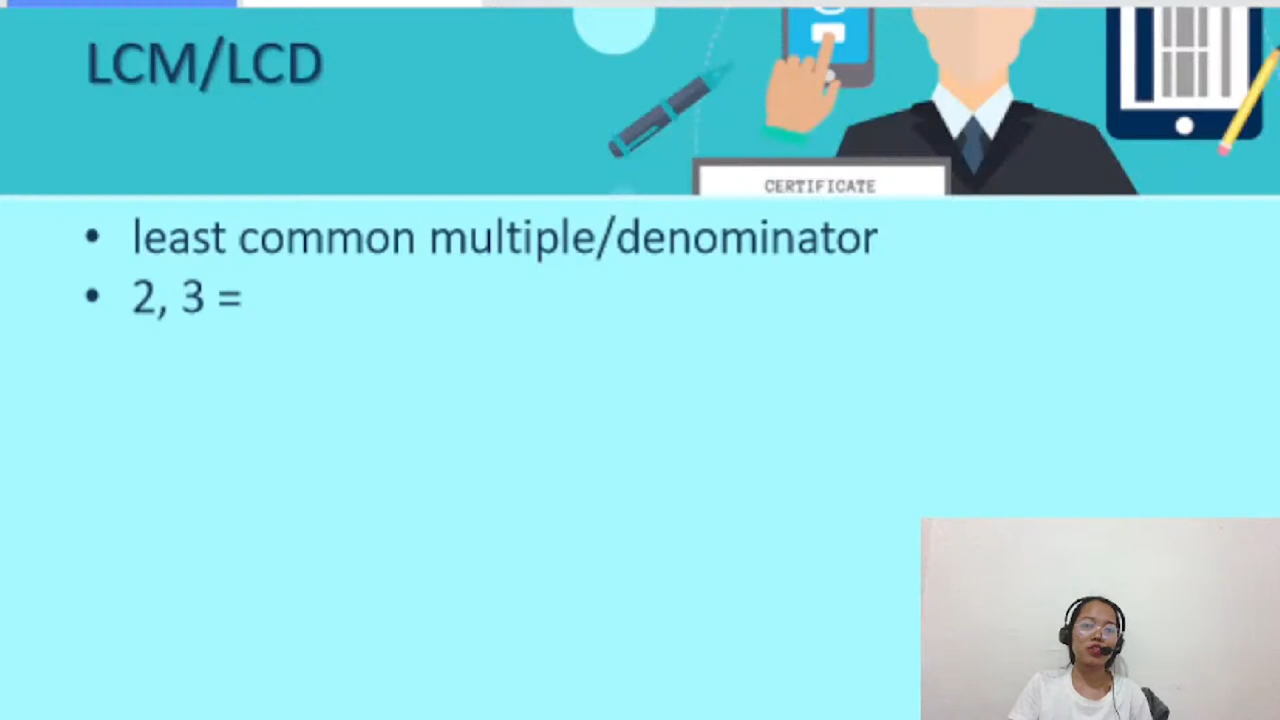 LCM/LCD
CERTIFICATE
• least common multiple/denominator
• 2, 3 =